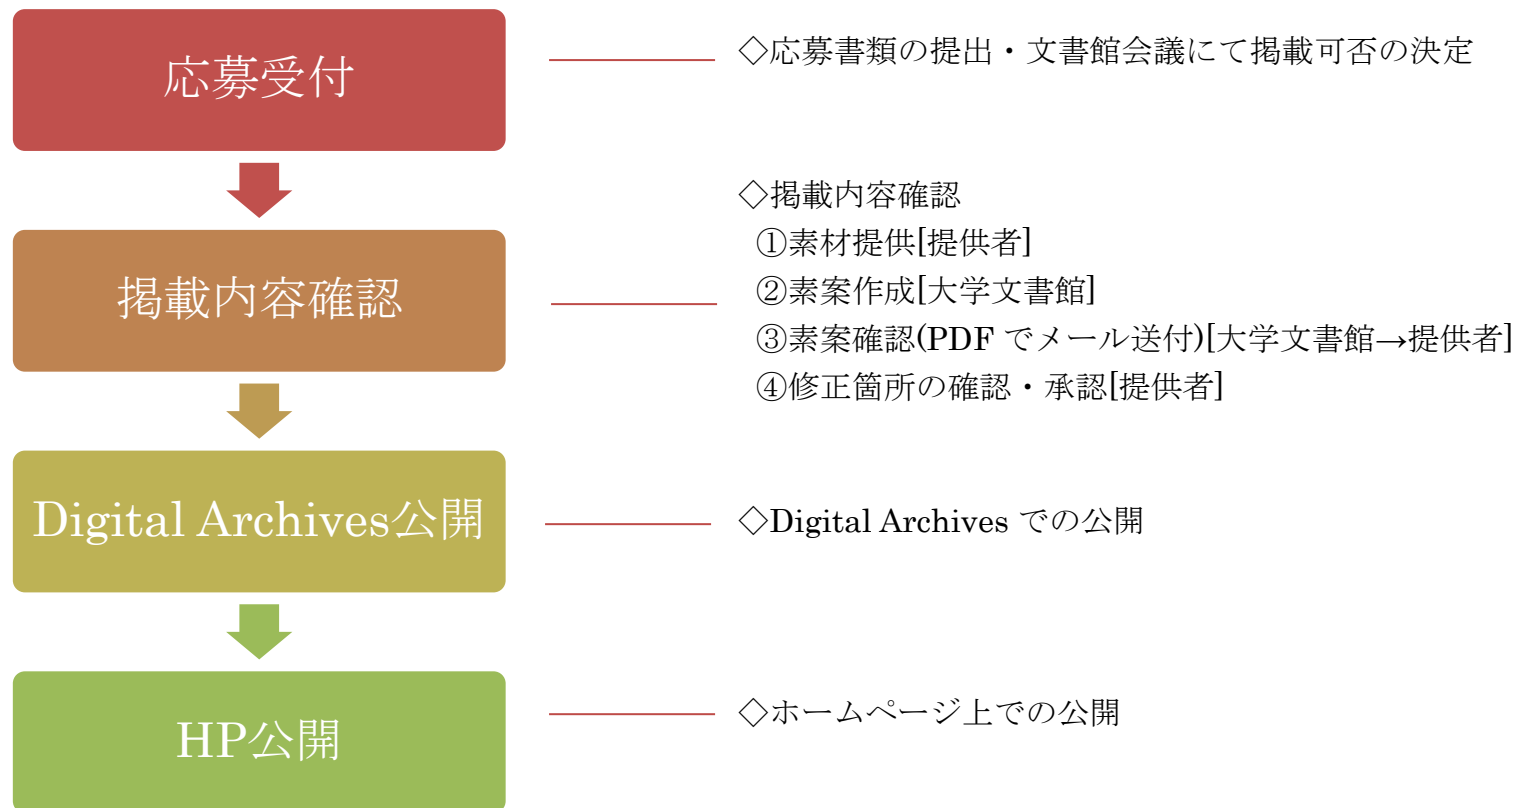 応募受付
◇応募書類の提出・文書館会議にて掲載可否の決定
掲載内容確認
◇掲載内容確認
①素材提供[提供者]
②素案作成[大学文書館]
③素案確認(PDF でメール送付)[大学文書館→提供者]
④修正箇所の確認・承認[提供者]
Digital Archives公開
◇Digital Archives での公開
HP公開
◇ホームページ上での公開